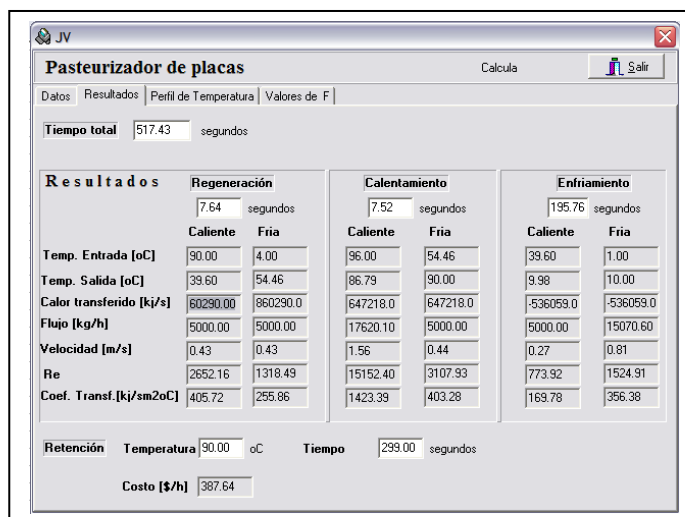 JV
Pasteurizador de placas Calcula Salir
Datos Resultados Perfil de Temperatura Valores de F
Tiempo total 517.43 segundos
Resultados Regeneración Calentamiento Enfriamiento
7.64 segundos 7.52 segundos 195.76 segundos
Caliente Fria Caliente Fria Caliente Fria
Temp. Entrada [oC] 90.00 4.00 96.00 54.46 39.60 1.00
Temp. Salida [oC] 39.60 54.46 86.79 90.00 9.98 10.00
Calor transferido [kj/s] 60290.00 860290.0 647218.0 647218.0 -536059.0 -536059.0
Flujo [kg/h] 5000.00 5000.00 17620.10 5000.00 5000.00 15070.60
Velocidad [m/s] 0.43 0.43 1.56 0.44 0.27 0.81
Re 2652.16 1318.49 15152.40 3107.93 773.92 1524.91
Coef. Transf.[kj/sm2oC] 405.72 255.86 1423.39 403.28 169.78 356.38
Retención Temperatura 90.00 oC Tiempo 299.00 segundos
Costo [$/h] 387.64